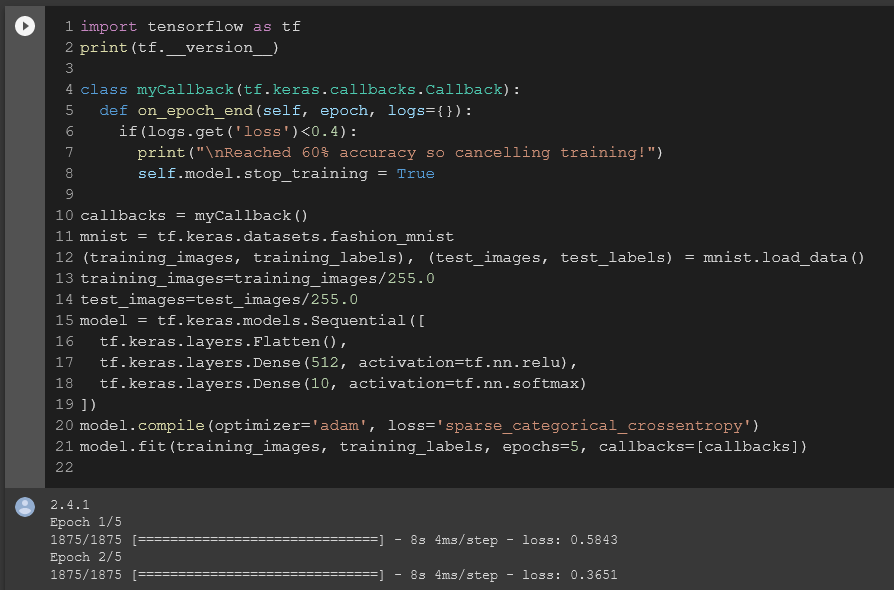 1 import tensorflow as tf
2 print(tf.__version__)
3
4 class myCallback(tf.keras.callbacks.Callback):
5   def on_epoch_end(self, epoch, logs={}):
6     if(logs.get('loss')<0.4):
7       print("\nReached 60% accuracy so cancelling training!")
8       self.model.stop_training = True
9
10 callbacks = myCallback()
11 mnist = tf.keras.datasets.fashion_mnist
12 (training_images, training_labels), (test_images, test_labels) = mnist.load_data()
13 training_images=training_images/255.0
14 test_images=test_images/255.0
15 model = tf.keras.models.Sequential([
16   tf.keras.layers.Flatten(),
17   tf.keras.layers.Dense(512, activation=tf.nn.relu),
18   tf.keras.layers.Dense(10, activation=tf.nn.softmax)
19 ])
20 model.compile(optimizer='adam', loss='sparse_categorical_crossentropy')
21 model.fit(training_images, training_labels, epochs=5, callbacks=[callbacks])
22
2.4.1
Epoch 1/5
1875/1875 [==============================] - 8s 4ms/step - loss: 0.5843
Epoch 2/5
1875/1875 [==============================] - 8s 4ms/step - loss: 0.3651